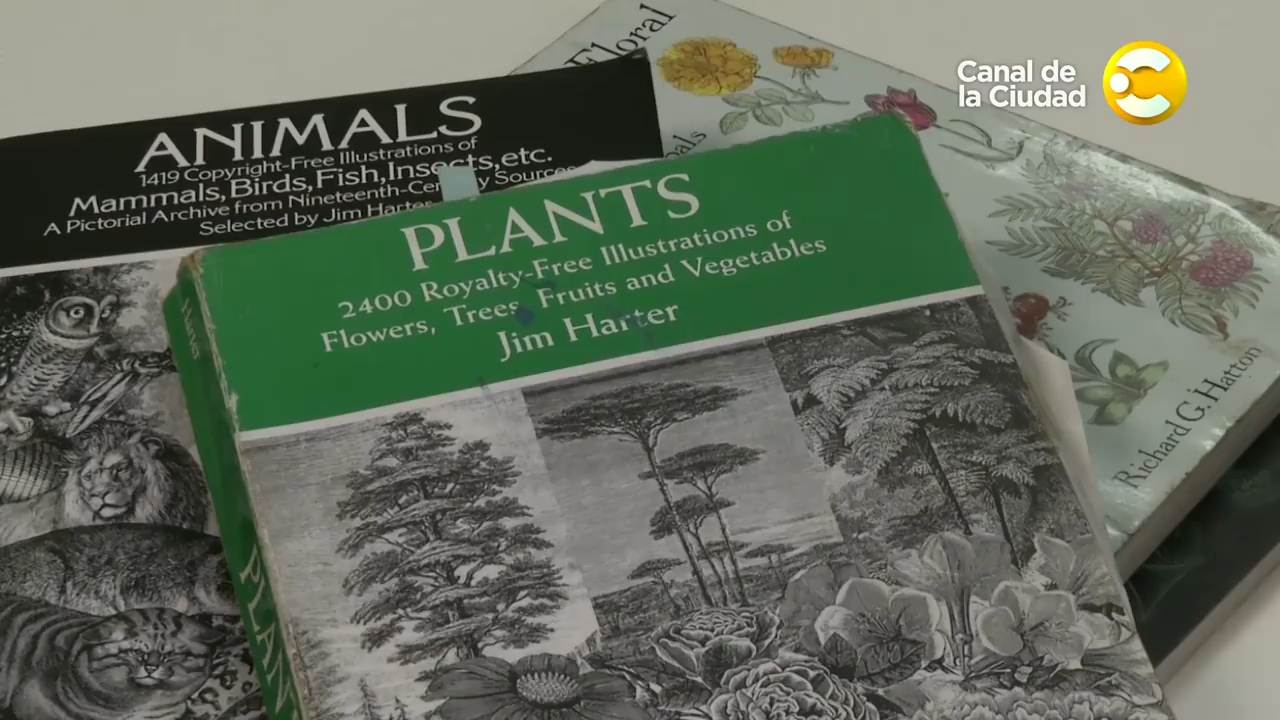 Canal de
la Ciudad
Floral
ANIMALS
1419 Copyright-Free Illustrations of
Mammals, Birds, Fish, Insects, etc.
A Pictorial Archive from Nineteenth-Century Sources
Selected by Jim Harter
PLANTS
2400 Royalty-Free Illustrations of
Flowers, Trees, Fruits and Vegetables
Jim Harter
Harter
PLAN
Richard G. Hatton